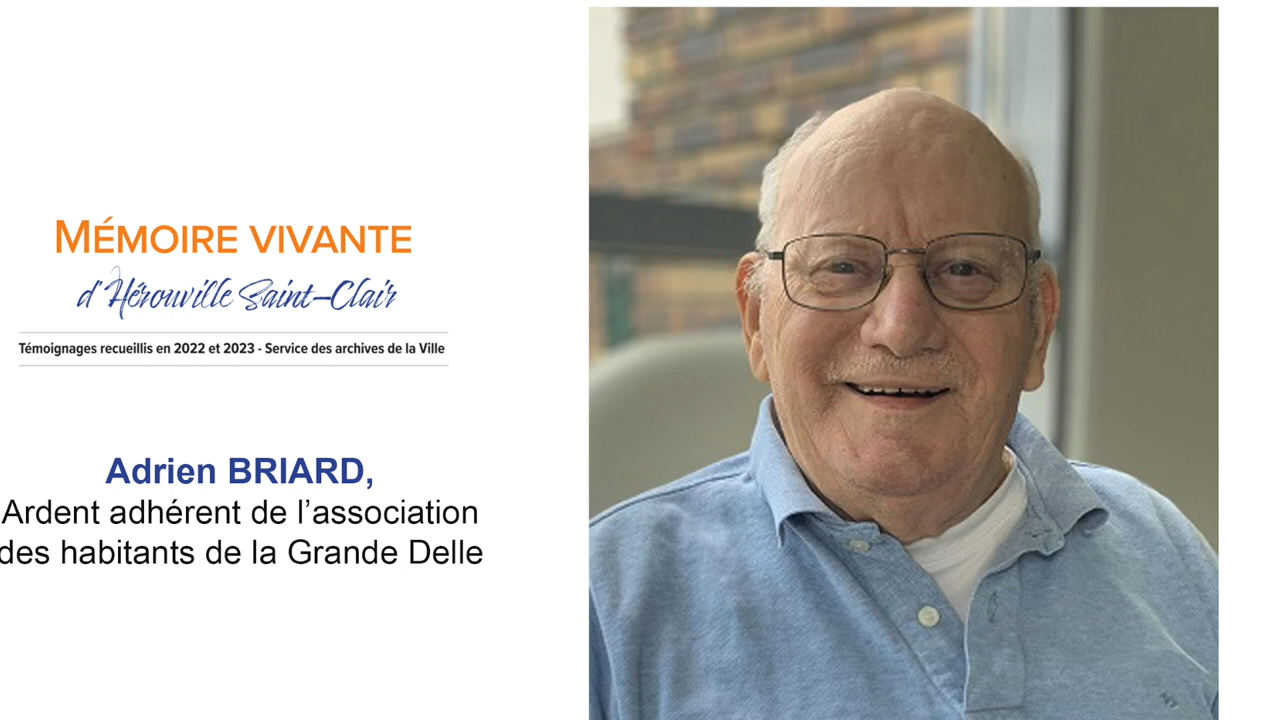 MÉMOIRE VIVANTE
d'Hérouville Saint-Clair
Témoignages recueillis en 2022 et 2023 - Service des archives de la Ville
Adrien BRIARD,
Ardent adhérent de l’association
des habitants de la Grande Delle